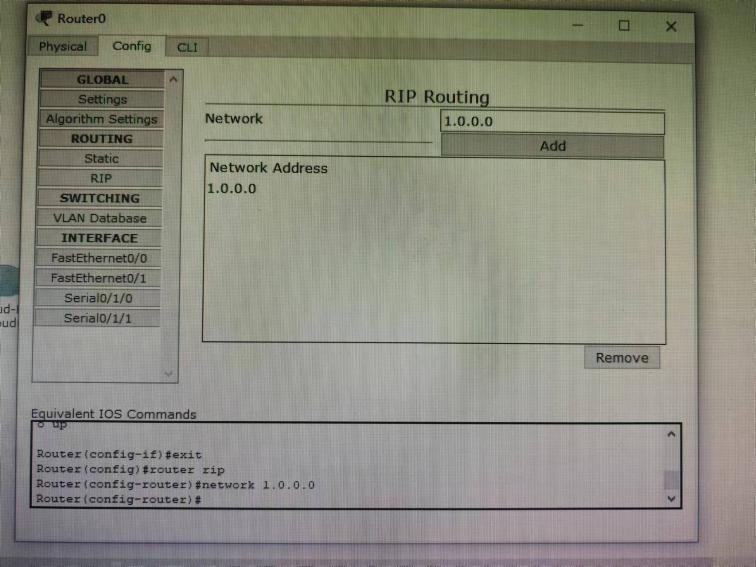 Router0
Physical Config CLI
GLOBAL
Settings
Algorithm Settings
ROUTING
Static
RIP
SWITCHING
VLAN Database
INTERFACE
FastEthernet0/0
FastEthernet0/1
Serial0/1/0
Serial0/1/1
RIP Routing
Network 1.0.0.0
Add
Network Address
1.0.0.0
Remove
Equivalent IOS Commands
o up
Router(config-if)#exit
Router(config)#router rip
Router(config-router)#network 1.0.0.0
Router(config-router)#